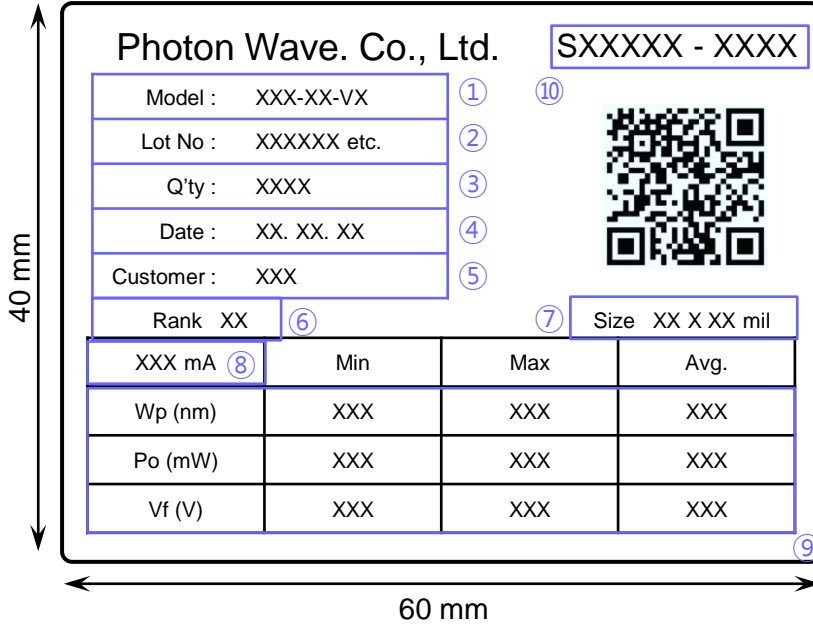 Photon Wave. Co., Ltd.
SXXXXX - XXXX
Model : XXX-XX-VX ① ⑩
Lot No : XXXXXX etc. ②
Q'ty : XXXX ③
Date : XX. XX. XX ④
Customer : XXX ⑤
Rank XX ⑥ ⑦ Size XX X XX mil
XXX mA ⑧ Min Max Avg.
Wp (nm) XXX XXX XXX
Po (mW) XXX XXX XXX
Vf (V) XXX XXX XXX
⑨
40 mm
60 mm